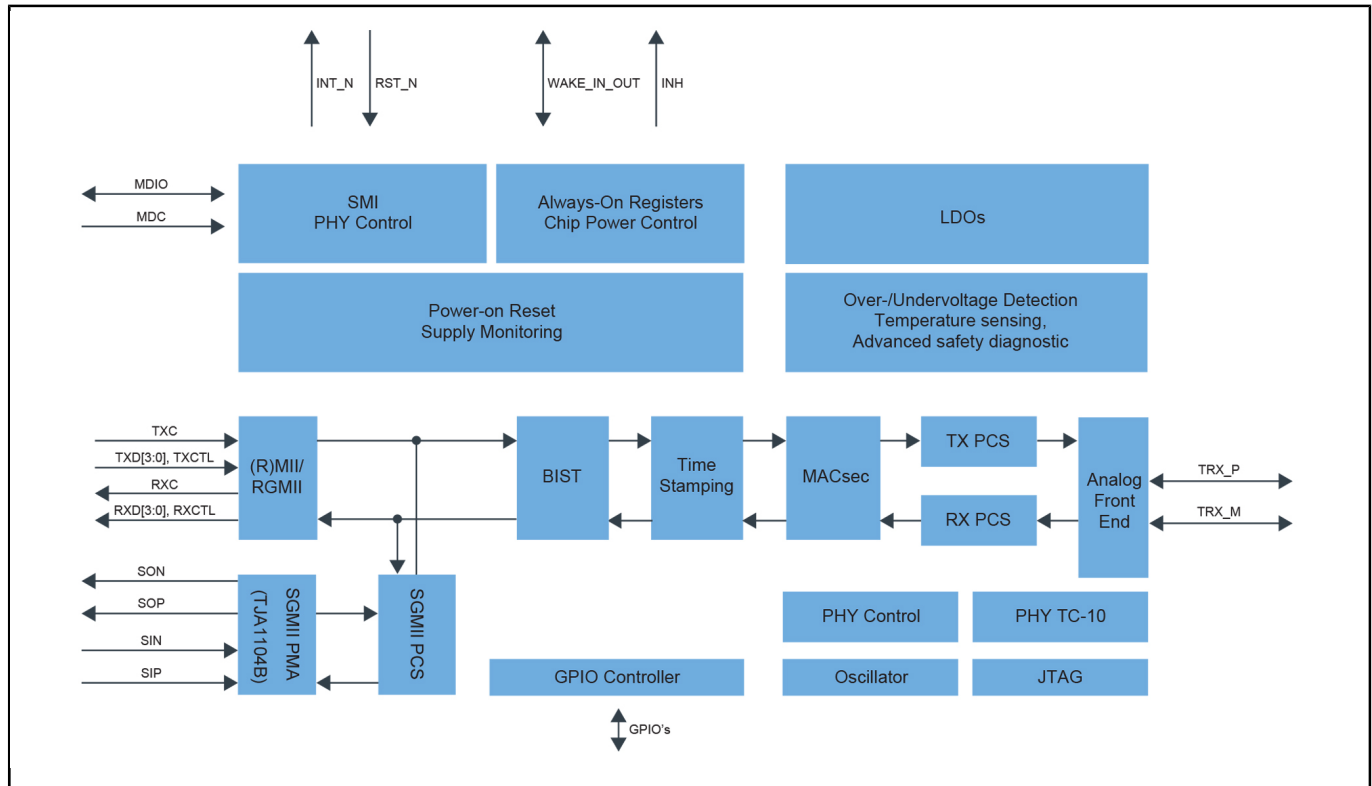 INT_N
RST_N
WAKE_IN_OUT
INH
MDIO
MDC
SMI
PHY Control
Always-On Registers
Chip Power Control
LDOs
Power-on Reset
Supply Monitoring
Over-/Undervoltage Detection
Temperature sensing,
Advanced safety diagnostic
TXC
TXD[3:0], TXCTL
RXC
RXD[3:0], RXCTL
(R)MII/
RGMII
BIST
Time
Stamping
MACsec
TX PCS
RX PCS
Analog
Front
End
TRX_P
TRX_M
SON
SOP
SIN
SIP
SGMII PMA
(TJA1104B)
SGMII PCS
GPIO Controller
GPIO's
PHY Control
PHY TC-10
Oscillator
JTAG